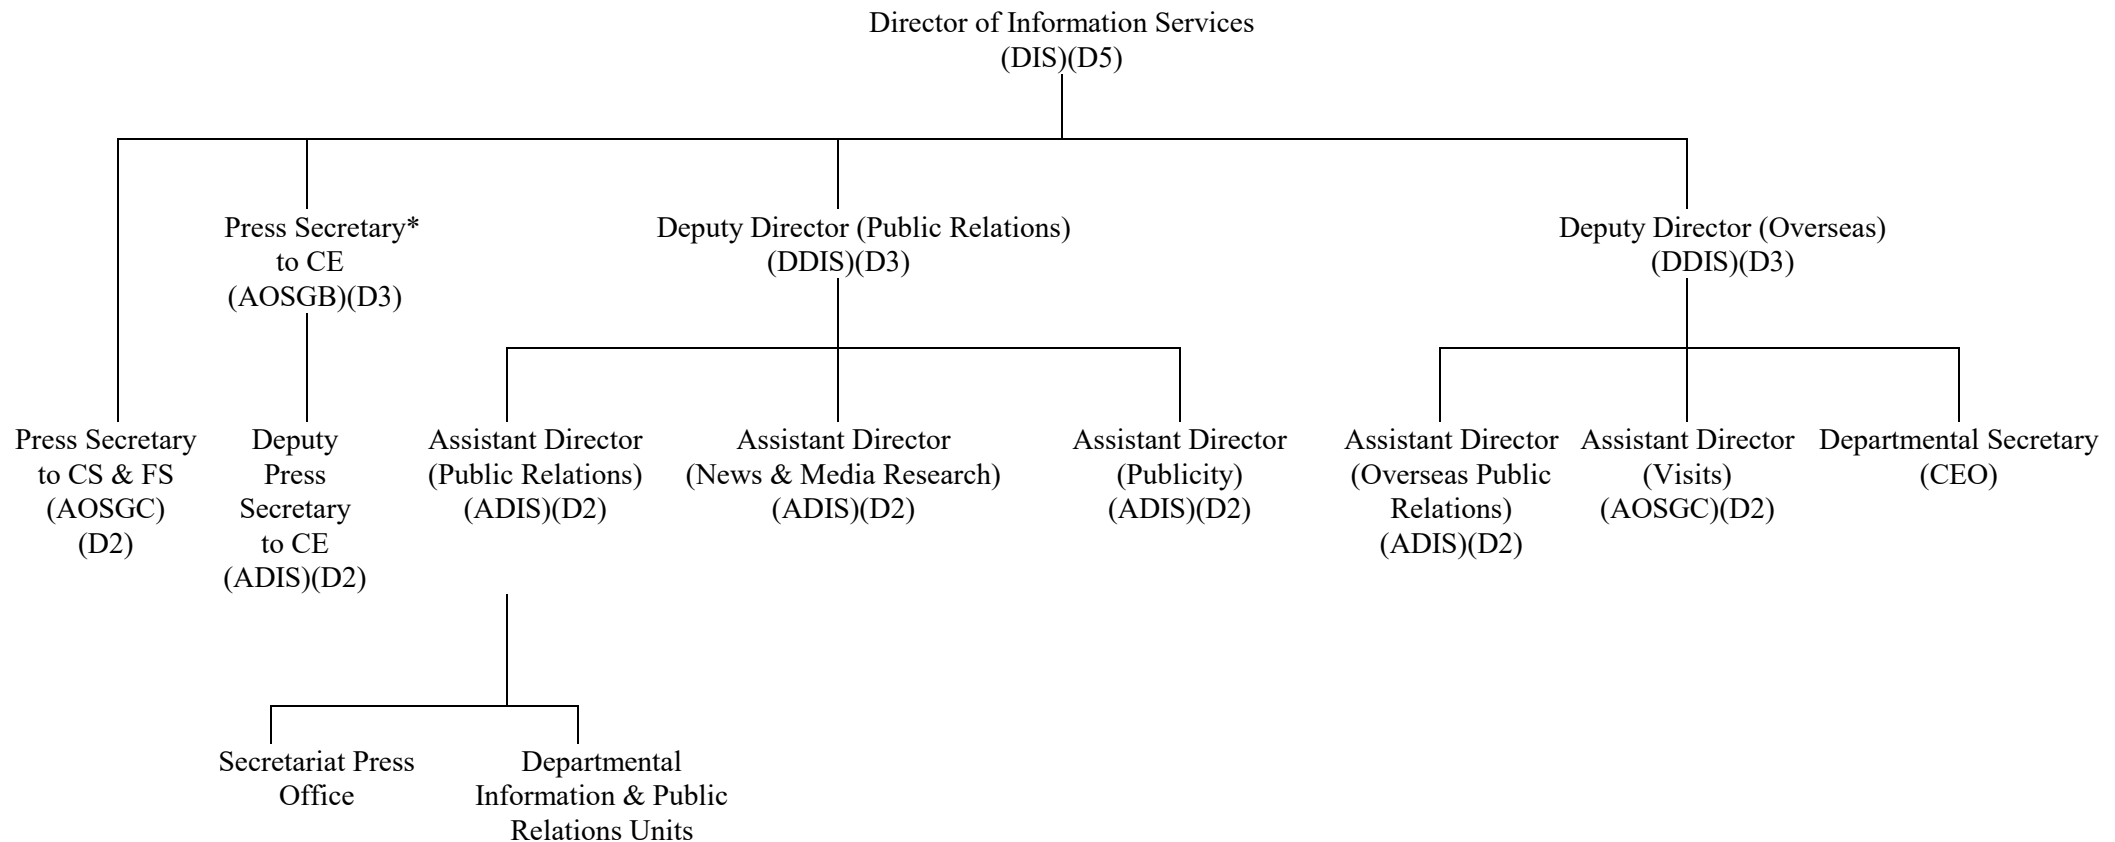 Director of Information Services
(DIS)(D5)
Press Secretary*
to CE
(AOSGB)(D3)
Deputy Director (Public Relations)
(DDIS)(D3)
Deputy Director (Overseas)
(DDIS)(D3)
Press Secretary
to CS & FS
(AOSGC)
(D2)
Deputy
Press
Secretary
to CE
(ADIS)(D2)
Assistant Director
(Public Relations)
(ADIS)(D2)
Assistant Director
(News & Media Research)
(ADIS)(D2)
Assistant Director
(Publicity)
(ADIS)(D2)
Assistant Director
(Overseas Public
Relations)
(ADIS)(D2)
Assistant Director
(Visits)
(AOSGC)(D2)
Departmental Secretary
(CEO)
Secretariat Press
Office
Departmental
Information & Public
Relations Units